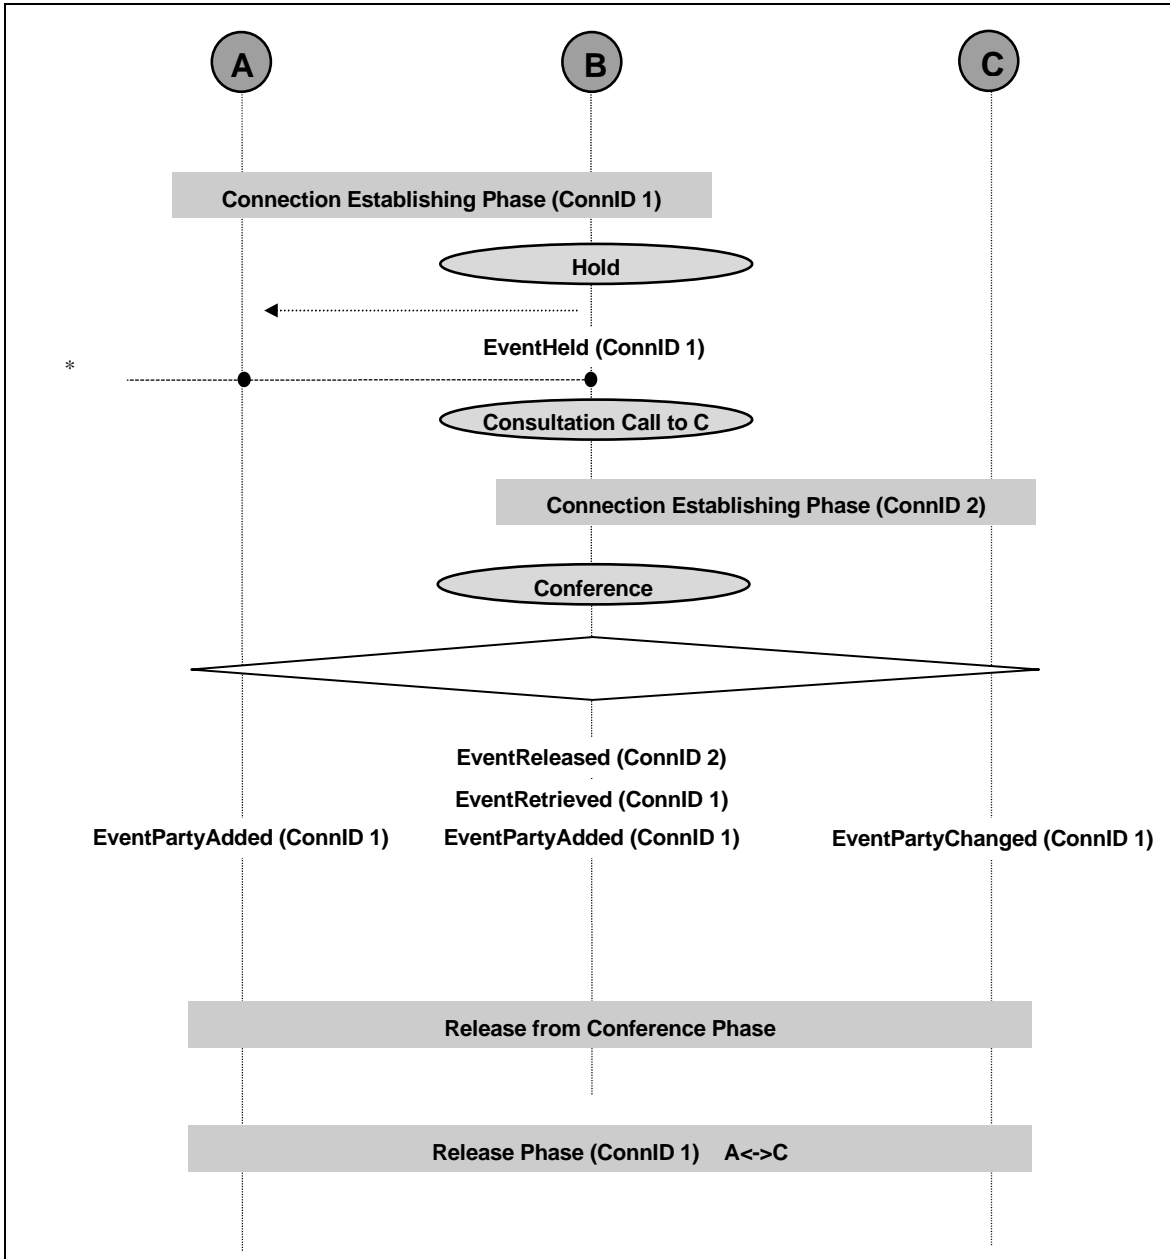 A
B
C
Connection Establishing Phase (ConnID 1)
Hold
EventHeld (ConnID 1)
*
Consultation Call to C
Connection Establishing Phase (ConnID 2)
Conference
EventReleased (ConnID 2)
EventRetrieved (ConnID 1)
EventPartyAdded (ConnID 1)
EventPartyAdded (ConnID 1)
EventPartyChanged (ConnID 1)
Release from Conference Phase
Release Phase (ConnID 1) A<->C